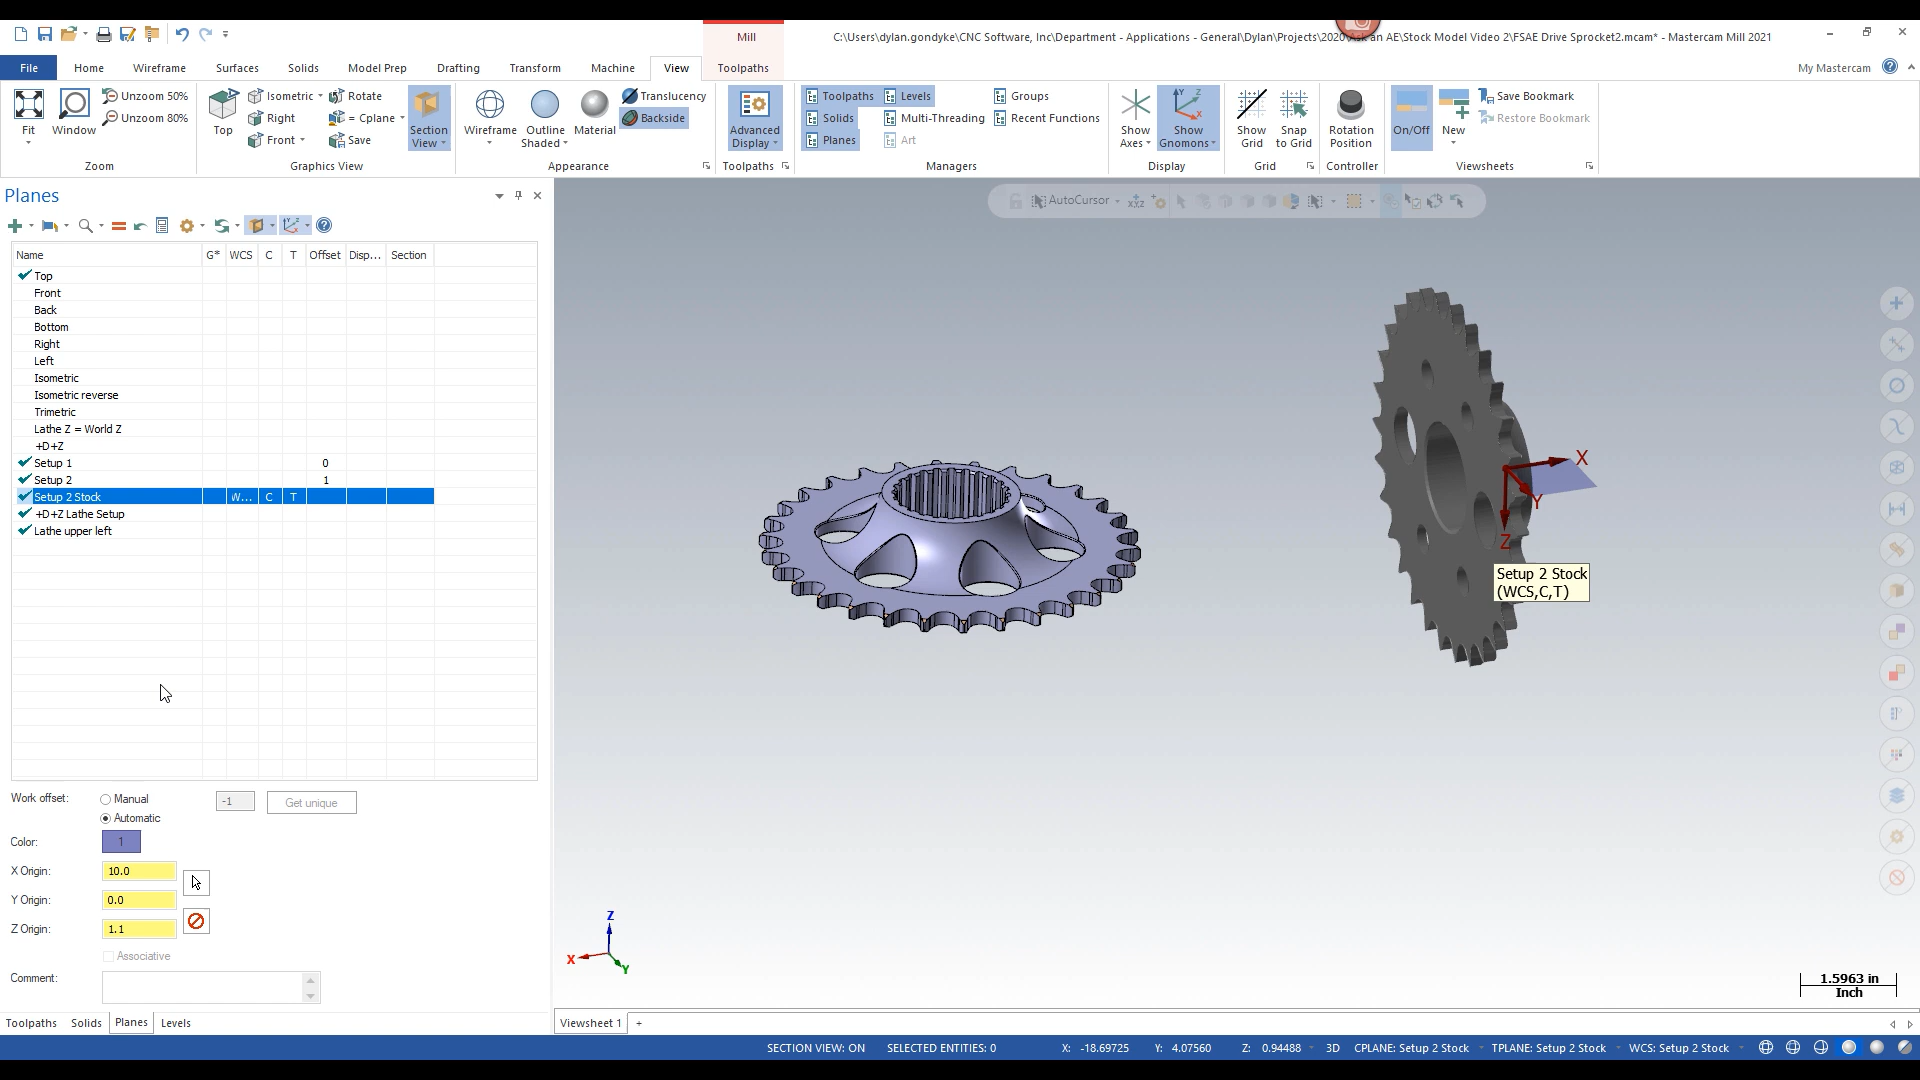 Mill
C:\Users\dylan.gondyke\CNC Software, Inc\Department - Applications - General\Dylan\Projects\2020\Ask an AE\Stock Model Video 2\FSAE Drive Sprocket2.mcam* - Mastercam Mill 2021
File Home Wireframe Surfaces Solids Model Prep Drafting Transform Machine View Toolpaths
My Mastercam
Fit
Window
Unzoom 50%
Unzoom 80%
Zoom
Top
Isometric
Right
Front
Rotate
= Cplane
Save
Section View
Graphics View
Wireframe
Outline Shaded
Material
Translucency
Backside
Appearance
Advanced Display
Toolpaths
Toolpaths
Solids
Planes
Levels
Multi-Threading
Art
Groups
Recent Functions
Managers
Show Axes
Show Gnomons
Display
Show Grid
Snap to Grid
Grid
Rotation Position
Controller
On/Off
New
Save Bookmark
Restore Bookmark
Viewsheets
Planes
AutoCursor
Name G* WCS C T Offset Disp... Section
Top
Front
Back
Bottom
Right
Left
Isometric
Isometric reverse
Trimetric
Lathe Z = World Z
+D+Z
Setup 1 0
Setup 2 1
Setup 2 Stock W... C T
+D+Z Lathe Setup
Lathe upper left
X
Y
Z
Setup 2 Stock
(WCS,C,T)
Work offset: Manual -1 Get unique
Automatic
Color: 1
X Origin: 10.0
Y Origin: 0.0
Z Origin: 1.1
Associative
Comment:
Z
X
Y
1.5963 in
Inch
Toolpaths Solids Planes Levels
Viewsheet 1 +
SECTION VIEW: ON SELECTED ENTITIES: 0 X: -18.69725 Y: 4.07560 Z: 0.94488 3D CPLANE: Setup 2 Stock TPLANE: Setup 2 Stock WCS: Setup 2 Stock